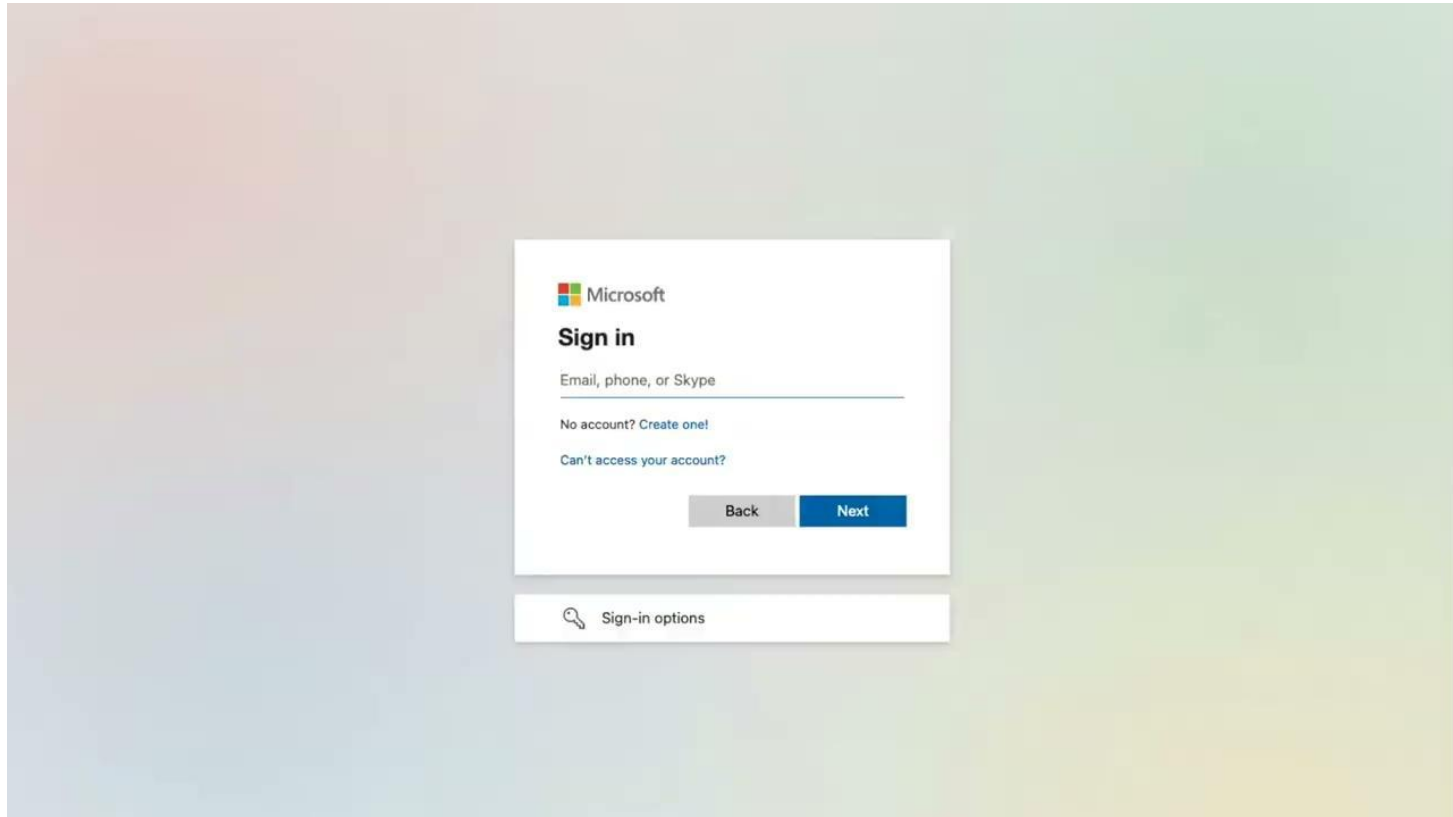 Microsoft
Sign in
Email, phone, or Skype
No account? Create one!
Can't access your account?
Back Next
Sign-in options